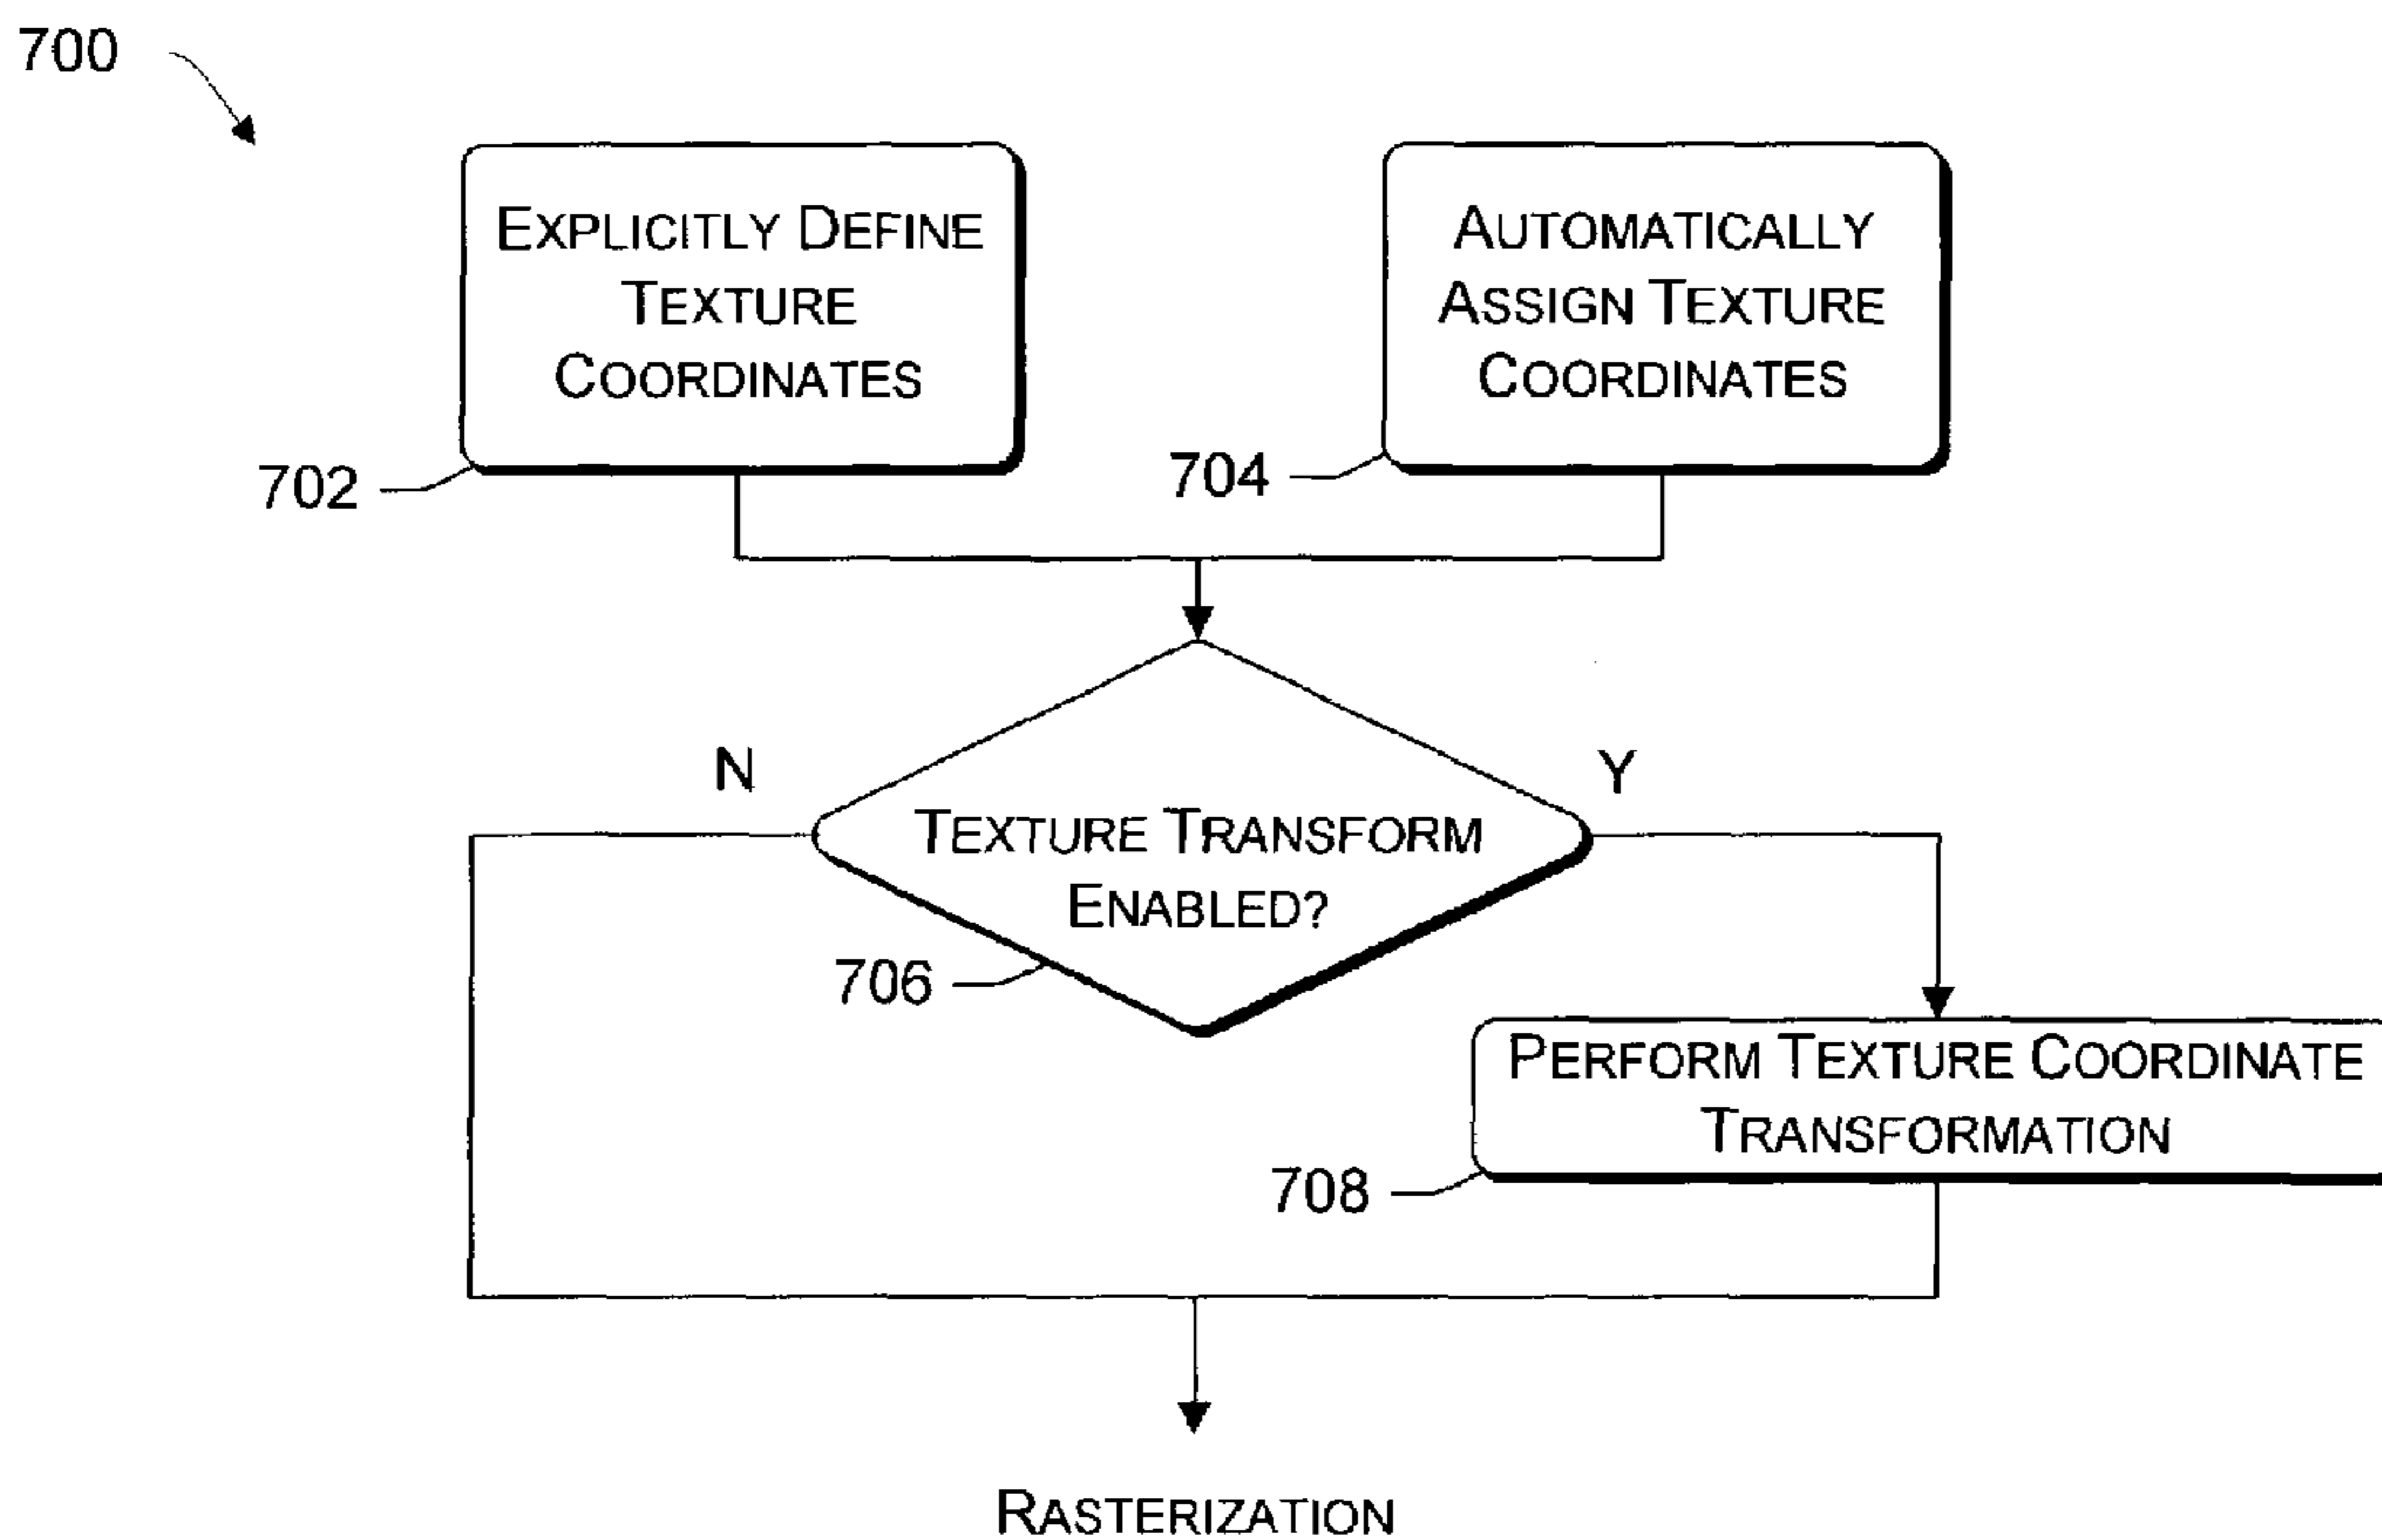 700
EXPLICITLY DEFINE
TEXTURE
COORDINATES
702
AUTOMATICALLY
ASSIGN TEXTURE
COORDINATES
704
N
Y
TEXTURE TRANSFORM
ENABLED?
706
PERFORM TEXTURE COORDINATE
TRANSFORMATION
708
RASTERIZATION